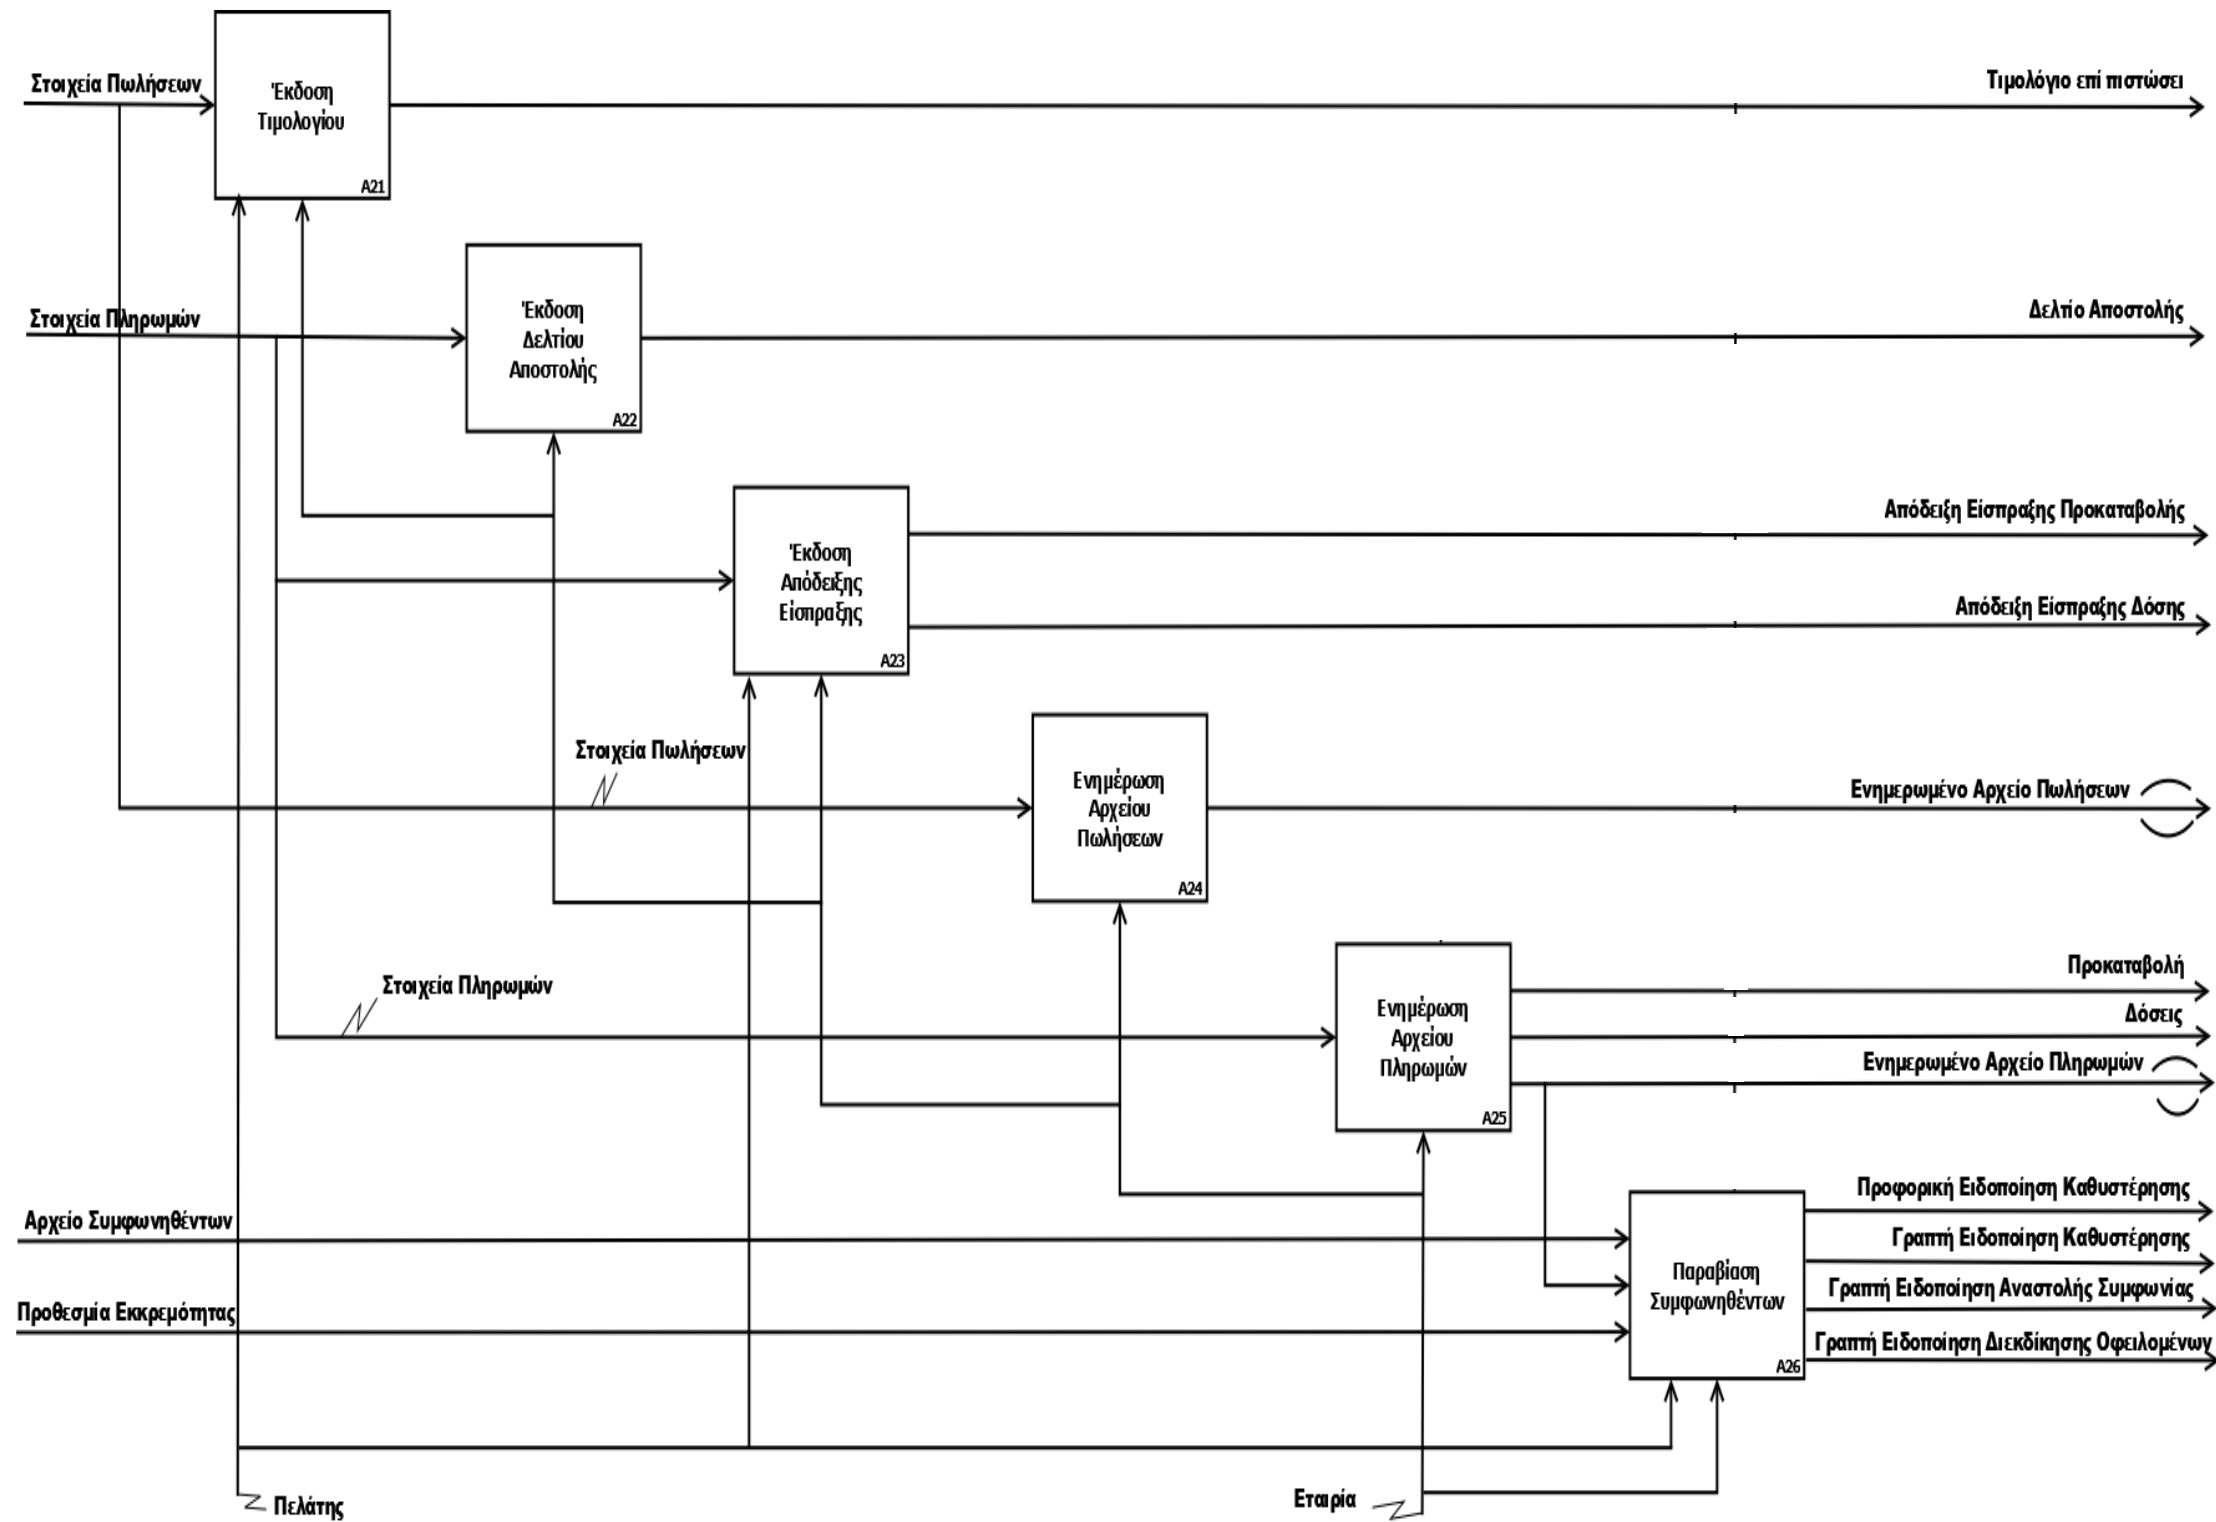 Στοιχεία Πωλήσεων
Έκδοση
Τιμολογίου
A21
Τιμολόγιο επί πιστώσει
Στοιχεία Πληρωμών
Έκδοση
Δελτίου
Αποστολής
A22
Δελτίο Αποστολής
Έκδοση
Απόδειξης
Είσπραξης
A23
Απόδειξη Είσπραξης Προκαταβολής
Απόδειξη Είσπραξης Δόσης
Στοιχεία Πωλήσεων
Ενημέρωση
Αρχείου
Πωλήσεων
A24
Ενημερωμένο Αρχείο Πωλήσεων
Στοιχεία Πληρωμών
Ενημέρωση
Αρχείου
Πληρωμών
A25
Προκαταβολή
Δόσεις
Ενημερωμένο Αρχείο Πληρωμών
Αρχείο Συμφωνηθέντων
Προθεσμία Εκκρεμότητας
Παραβίαση
Συμφωνηθέντων
A26
Προφορική Ειδοποίηση Καθυστέρησης
Γραπτή Ειδοποίηση Καθυστέρησης
Γραπτή Ειδοποίηση Αναστολής Συμφωνίας
Γραπτή Ειδοποίηση Διεκδίκησης Οφειλομένων
Πελάτης
Εταιρία